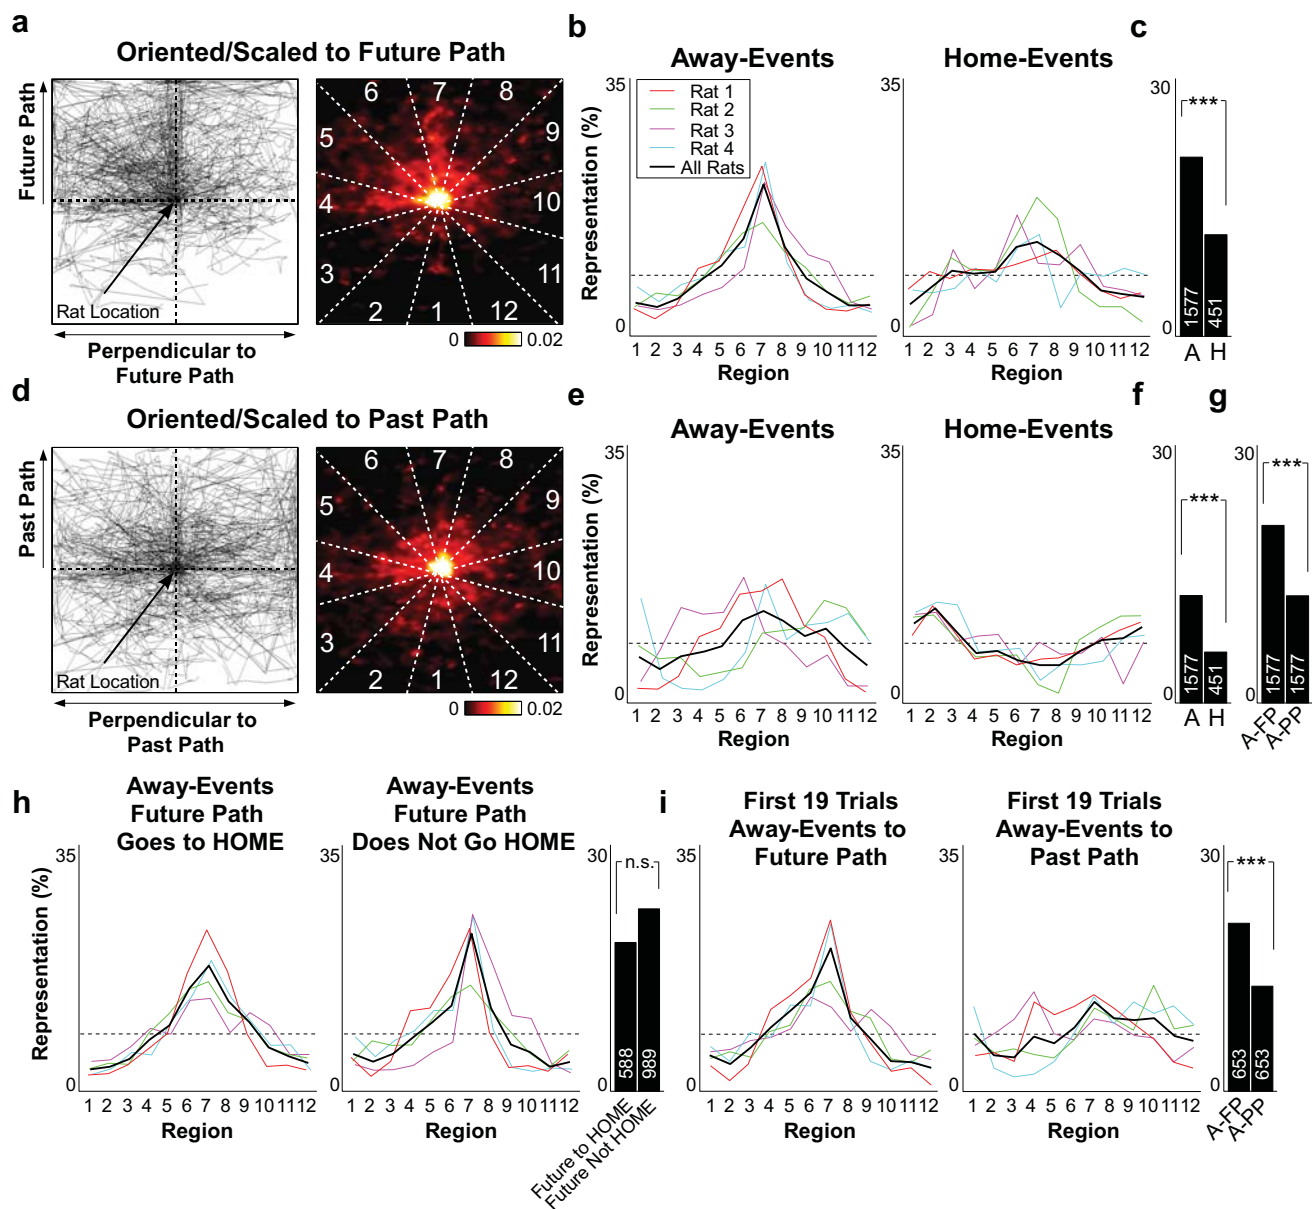 a
Oriented/Scaled to Future Path
Future Path
Rat Location
Perpendicular to
Future Path
6 7 8
5 9
4 10
3 11
2 1 12
0 0.02
b
Away-Events
Home-Events
Representation (%)
35
0
Rat 1
Rat 2
Rat 3
Rat 4
All Rats
1 2 3 4 5 6 7 8 9 10 11 12
Region
35
0
1 2 3 4 5 6 7 8 9 10 11 12
Region
c
30
***
0
1577
451
A H
d
Oriented/Scaled to Past Path
Past Path
Rat Location
Perpendicular to
Past Path
6 7 8
5 9
4 10
3 11
2 1 12
0 0.02
e
Away-Events
Home-Events
Representation (%)
35
0
1 2 3 4 5 6 7 8 9 10 11 12
Region
35
0
1 2 3 4 5 6 7 8 9 10 11 12
Region
f
30
***
0
1577
451
A H
g
30
***
0
1577
1577
A-FP
A-PP
h
Away-Events
Future Path
Goes to HOME
Representation (%)
35
0
1 2 3 4 5 6 7 8 9 10 11 12
Region
Away-Events
Future Path
Does Not Go HOME
35
0
1 2 3 4 5 6 7 8 9 10 11 12
Region
30
n.s.
0
588
989
Future to HOME
Future Not HOME
i
First 19 Trials
Away-Events to
Future Path
35
0
1 2 3 4 5 6 7 8 9 10 11 12
Region
First 19 Trials
Away-Events to
Past Path
35
0
1 2 3 4 5 6 7 8 9 10 11 12
Region
30
***
0
653
653
A-FP
A-PP